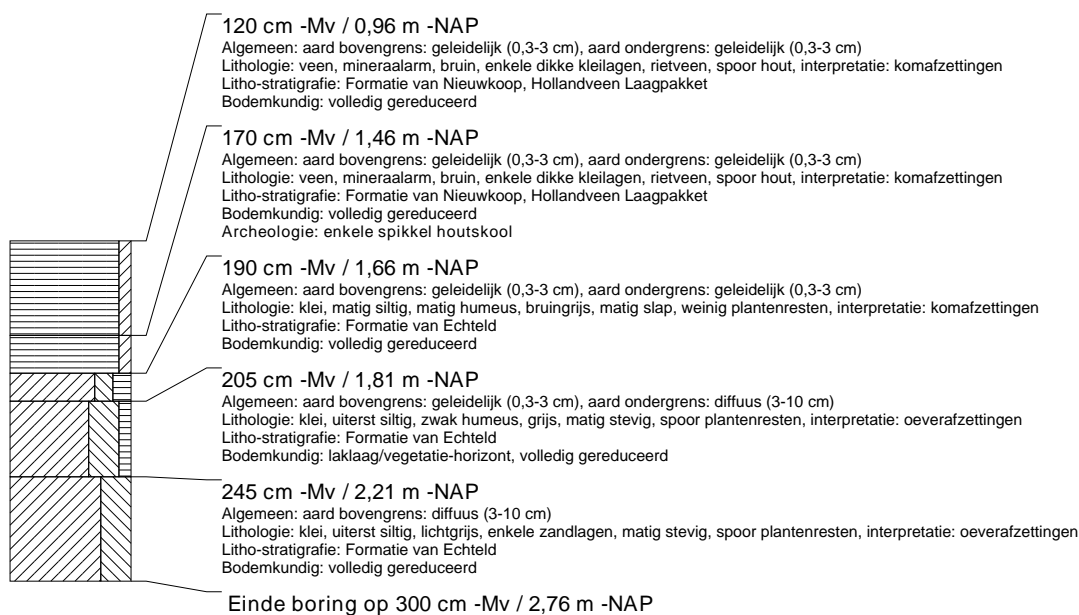 120 cm -Mv / 0,96 m -NAP
Algemeen: aard bovengrens: geleidelijk (0,3-3 cm), aard ondergrens: geleidelijk (0,3-3 cm)
Lithologie: veen, mineraalarm, bruin, enkele dikke kleilagen, rietveen, spoor hout, interpretatie: komafzettingen
Litho-stratigrafie: Formatie van Nieuwkoop, Hollandveen Laagpakket
Bodemkundig: volledig gereduceerd
170 cm -Mv / 1,46 m -NAP
Algemeen: aard bovengrens: geleidelijk (0,3-3 cm), aard ondergrens: geleidelijk (0,3-3 cm)
Lithologie: veen, mineraalarm, bruin, enkele dikke kleilagen, rietveen, spoor hout, interpretatie: komafzettingen
Litho-stratigrafie: Formatie van Nieuwkoop, Hollandveen Laagpakket
Bodemkundig: volledig gereduceerd
Archeologie: enkele spikkel houtskool
190 cm -Mv / 1,66 m -NAP
Algemeen: aard bovengrens: geleidelijk (0,3-3 cm), aard ondergrens: geleidelijk (0,3-3 cm)
Lithologie: klei, matig siltig, matig humeus, bruingrijs, matig slap, weinig plantenresten, interpretatie: komafzettingen
Litho-stratigrafie: Formatie van Echteld
Bodemkundig: volledig gereduceerd
205 cm -Mv / 1,81 m -NAP
Algemeen: aard bovengrens: geleidelijk (0,3-3 cm), aard ondergrens: diffuus (3-10 cm)
Lithologie: klei, uiterst siltig, zwak humeus, grijs, matig stevig, spoor plantenresten, interpretatie: oeverafzettingen
Litho-stratigrafie: Formatie van Echteld
Bodemkundig: laklaag/vegetatie-horizont, volledig gereduceerd
245 cm -Mv / 2,21 m -NAP
Algemeen: aard bovengrens: diffuus (3-10 cm)
Lithologie: klei, uiterst siltig, lichtgrijs, enkele zandlagen, matig stevig, spoor plantenresten, interpretatie: oeverafzettingen
Litho-stratigrafie: Formatie van Echteld
Bodemkundig: volledig gereduceerd
Einde boring op 300 cm -Mv / 2,76 m -NAP